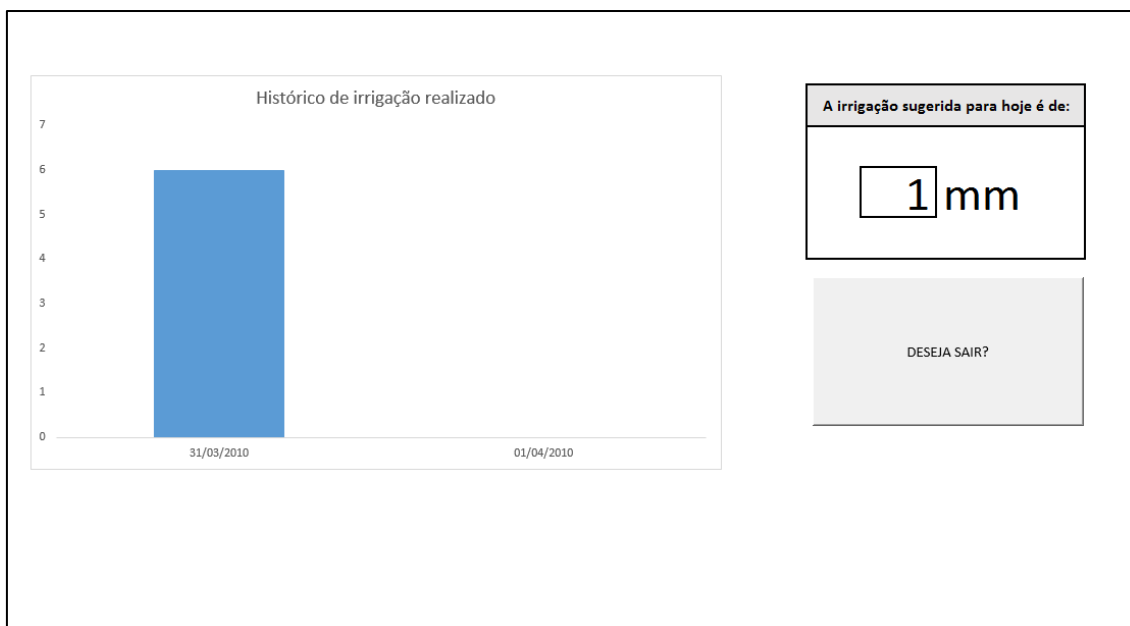 Histórico de irrigação realizado
7
6
5
4
3
2
1
0
31/03/2010 01/04/2010
A irrigação sugerida para hoje é de:
1 mm
DESEJA SAIR?